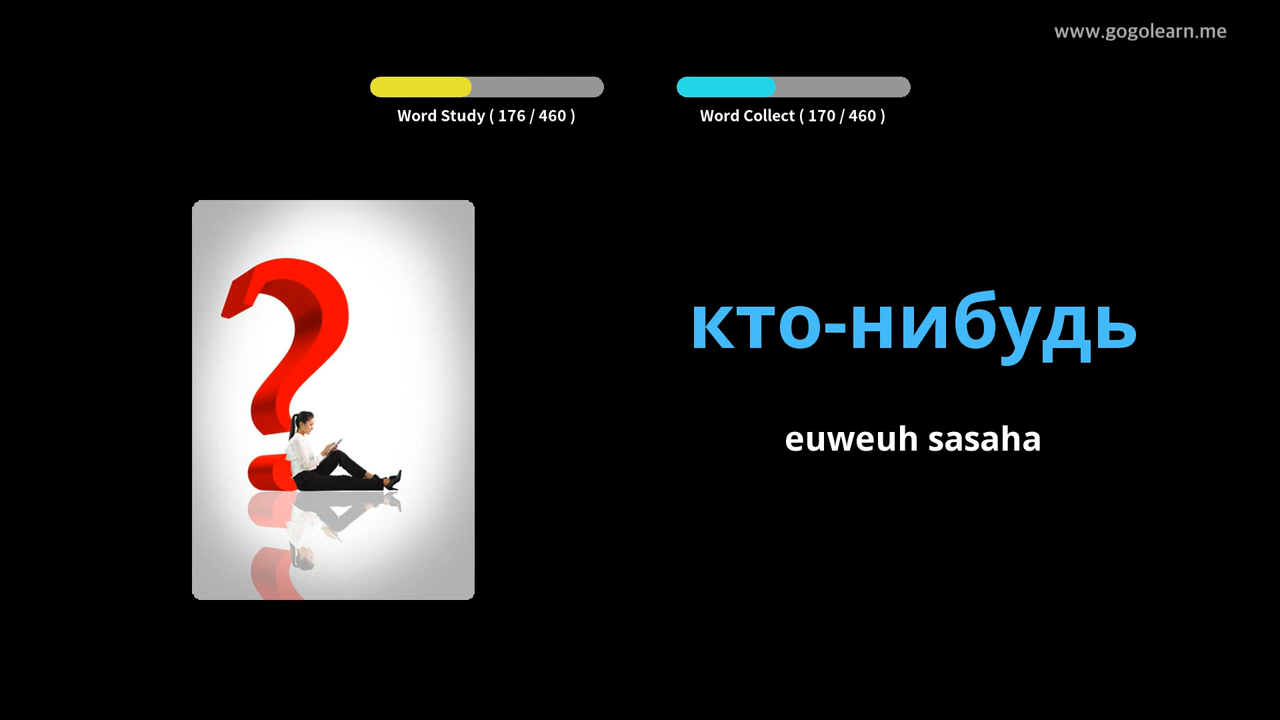 www.gogolearn.me
Word Study ( 176 / 460 )
Word Collect ( 170 / 460 )
кто-нибудь
euweuh sasaha